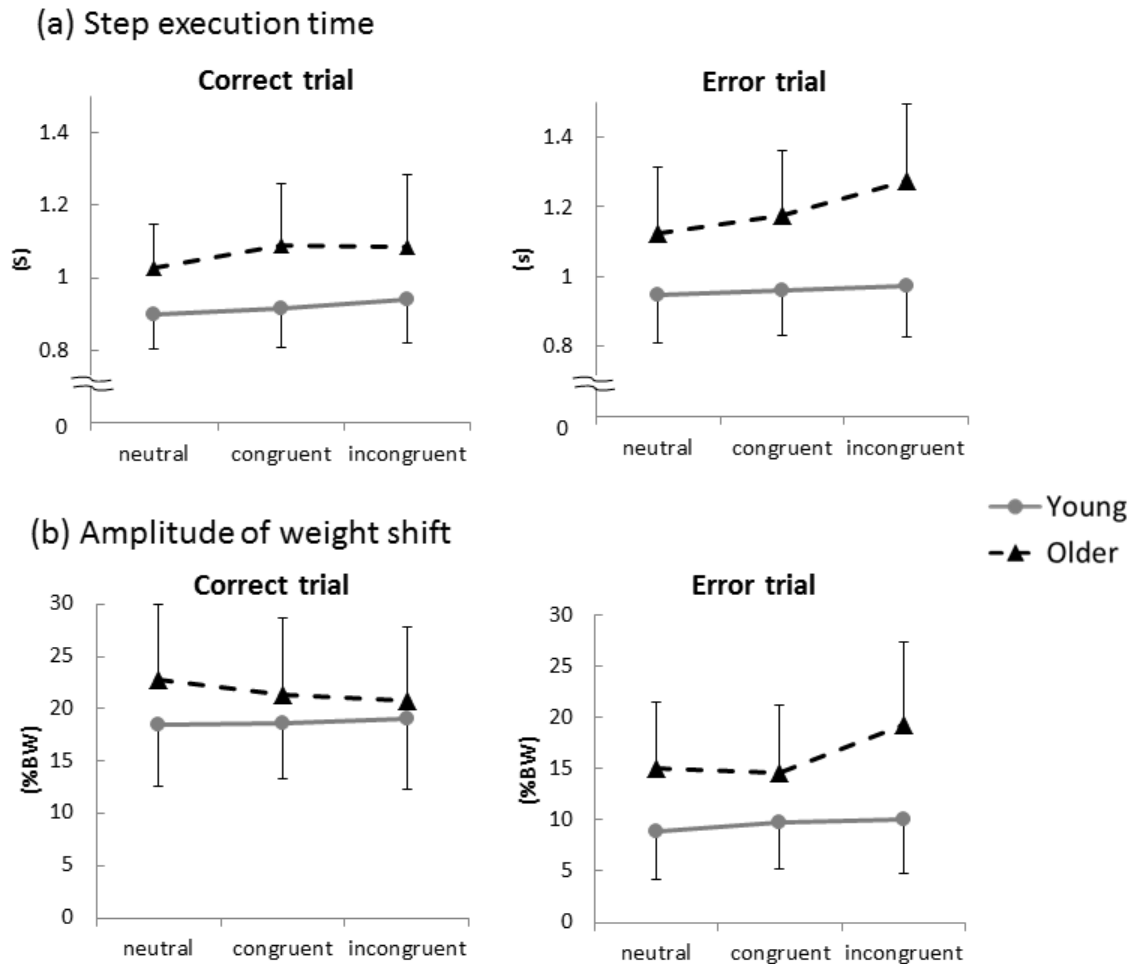 (a) Step execution time
Correct trial
Error trial
1.4
1.2
1
0.8
0
(S)
neutral congruent incongruent
1.4
1.2
1
0.8
0
(s)
neutral congruent incongruent
Young
Older
(b) Amplitude of weight shift
Correct trial
Error trial
30
25
20
15
10
5
0
(%BW)
neutral congruent incongruent
30
25
20
15
10
5
0
(%BW)
neutral congruent incongruent